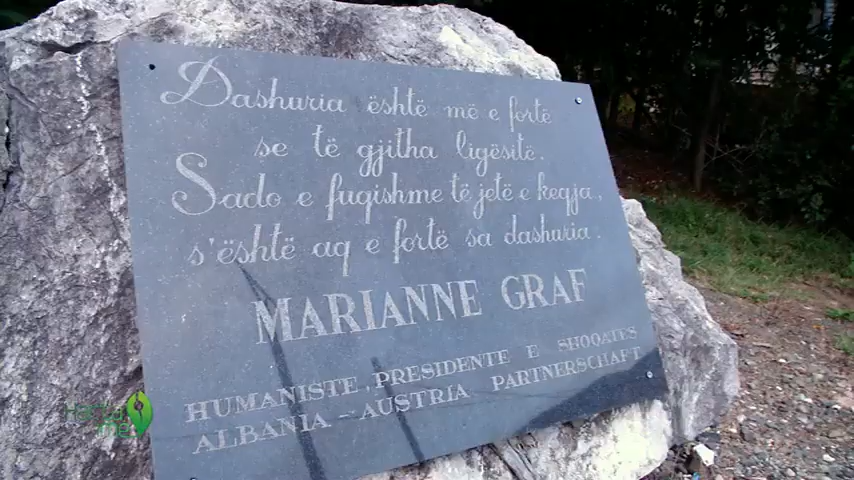 Dashuria është më e fortë
se të gjitha ligësitë.
Sado e fuqishme të jetë e keqja,
s'është aq e fortë sa dashuria.
MARIANNE GRAF
HUMANISTE, PRESIDENTE E SHOQATËS
ALBANIA – AUSTRIA PARTNERSCHAFT